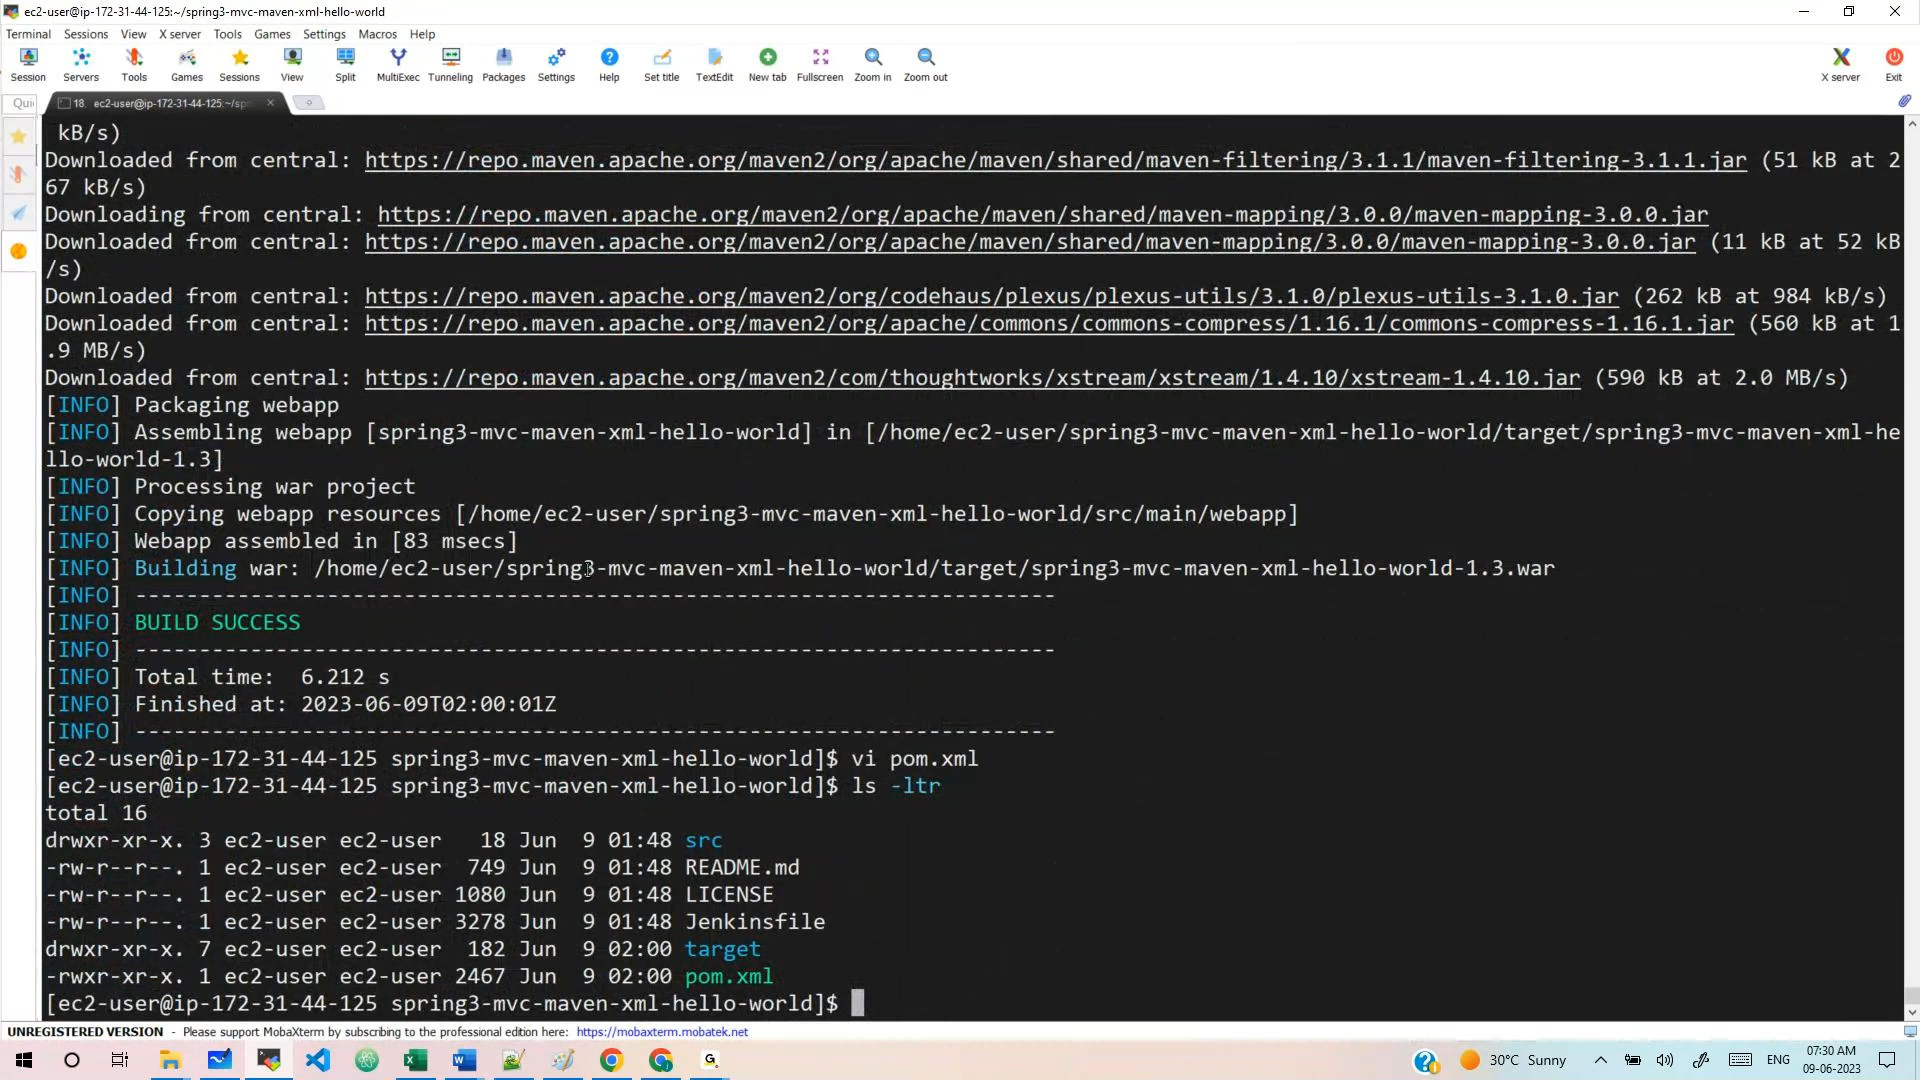 ec2-user@ip-172-31-44-125:~/spring3-mvc-maven-xml-hello-world
Terminal Sessions View X server Tools Games Settings Macros Help
Session Servers Tools Games Sessions View Split MultiExec Tunneling Packages Settings Help Set title TextEdit New tab Fullscreen Zoom in Zoom out X server Exit
Qui 18. ec2-user@ip-172-31-44-125:~/spr
kB/s)
Downloaded from central: https://repo.maven.apache.org/maven2/org/apache/maven/shared/maven-filtering/3.1.1/maven-filtering-3.1.1.jar (51 kB at 2
67 kB/s)
Downloading from central: https://repo.maven.apache.org/maven2/org/apache/maven/shared/maven-mapping/3.0.0/maven-mapping-3.0.0.jar
Downloaded from central: https://repo.maven.apache.org/maven2/org/apache/maven/shared/maven-mapping/3.0.0/maven-mapping-3.0.0.jar (11 kB at 52 kB
/s)
Downloaded from central: https://repo.maven.apache.org/maven2/org/codehaus/plexus/plexus-utils/3.1.0/plexus-utils-3.1.0.jar (262 kB at 984 kB/s)
Downloaded from central: https://repo.maven.apache.org/maven2/org/apache/commons/commons-compress/1.16.1/commons-compress-1.16.1.jar (560 kB at 1
.9 MB/s)
Downloaded from central: https://repo.maven.apache.org/maven2/com/thoughtworks/xstream/xstream/1.4.10/xstream-1.4.10.jar (590 kB at 2.0 MB/s)
[INFO] Packaging webapp
[INFO] Assembling webapp [spring3-mvc-maven-xml-hello-world] in [/home/ec2-user/spring3-mvc-maven-xml-hello-world/target/spring3-mvc-maven-xml-he
llo-world-1.3]
[INFO] Processing war project
[INFO] Copying webapp resources [/home/ec2-user/spring3-mvc-maven-xml-hello-world/src/main/webapp]
[INFO] Webapp assembled in [83 msecs]
[INFO] Building war: /home/ec2-user/spring3-mvc-maven-xml-hello-world/target/spring3-mvc-maven-xml-hello-world-1.3.war
[INFO] ------------------------------------------------------------------------
[INFO] BUILD SUCCESS
[INFO] ------------------------------------------------------------------------
[INFO] Total time:  6.212 s
[INFO] Finished at: 2023-06-09T02:00:01Z
[INFO] ------------------------------------------------------------------------
[ec2-user@ip-172-31-44-125 spring3-mvc-maven-xml-hello-world]$ vi pom.xml
[ec2-user@ip-172-31-44-125 spring3-mvc-maven-xml-hello-world]$ ls -ltr
total 16
drwxr-xr-x. 3 ec2-user ec2-user   18 Jun  9 01:48 src
-rw-r--r--. 1 ec2-user ec2-user  749 Jun  9 01:48 README.md
-rw-r--r--. 1 ec2-user ec2-user 1080 Jun  9 01:48 LICENSE
-rw-r--r--. 1 ec2-user ec2-user 3278 Jun  9 01:48 Jenkinsfile
drwxr-xr-x. 7 ec2-user ec2-user  182 Jun  9 02:00 target
-rwxr-xr-x. 1 ec2-user ec2-user 2467 Jun  9 02:00 pom.xml
[ec2-user@ip-172-31-44-125 spring3-mvc-maven-xml-hello-world]$
UNREGISTERED VERSION - Please support MobaXterm by subscribing to the professional edition here: https://mobaxterm.mobatek.net
30°C Sunny ENG 07:30 AM
09-06-2023